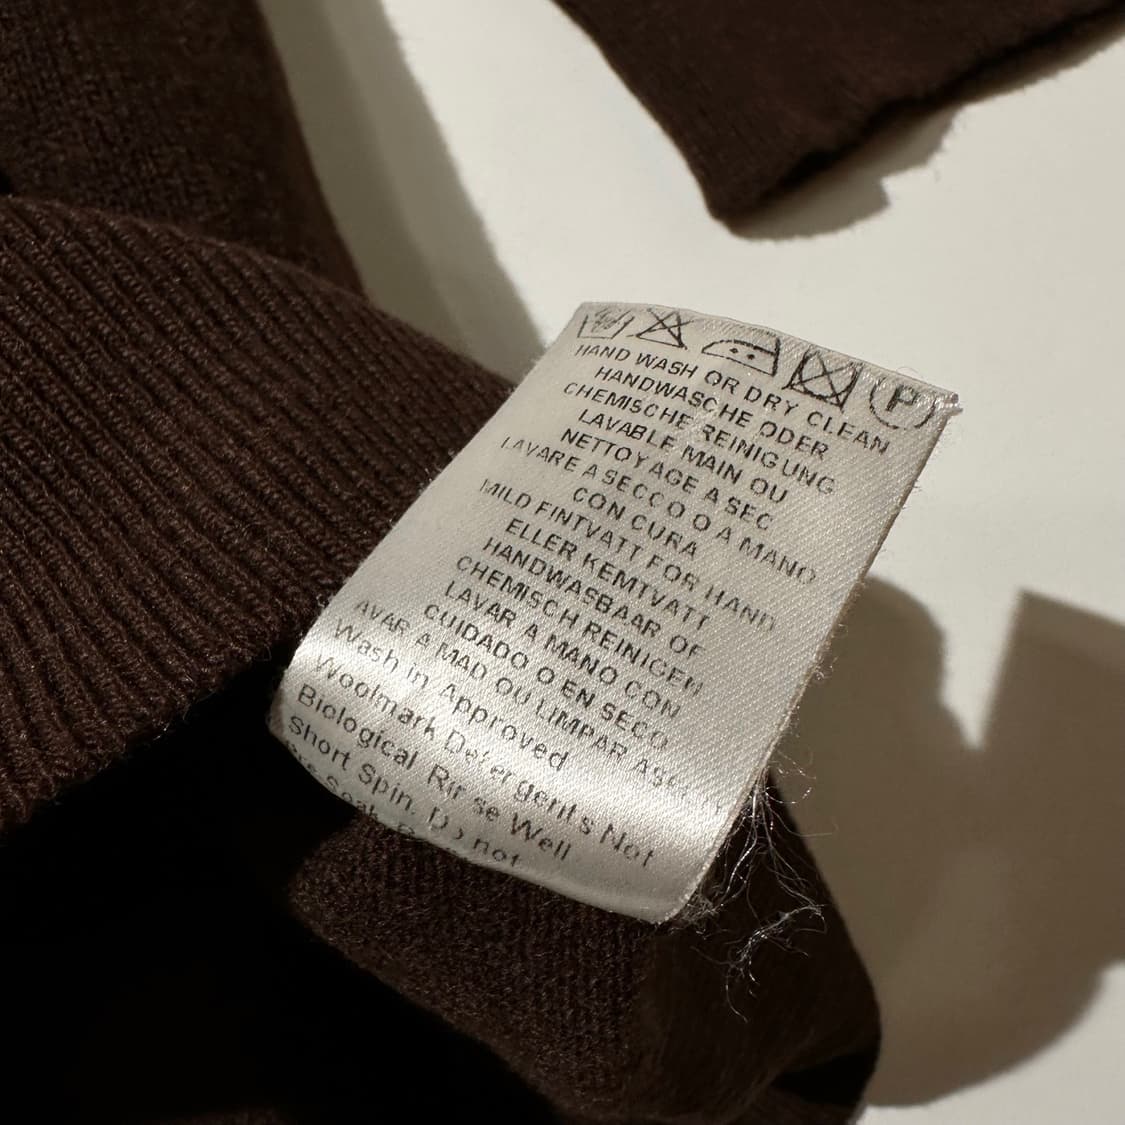 P
HAND WASH OR DRY CLEAN
HANDWASCHE ODER
CHEMISCHE REINIGUNG
LAVABLE MAIN OU
NETTOYAGE A SEC
LAVARE A SECCO O A MANO
CON CURA
MILD FINTVATT FOR HAND
ELLER KEMTVATT
HANDWASBAAR OF
CHEMISCH REINIGEN
LAVAR A MANO CON
CUIDADO O EN SECO
LAVAR A MAO OU LIMPAR
Wash in Approved
Woolmark Detergents Not
Biological Rinse Well
Short Spin. Do not
soak